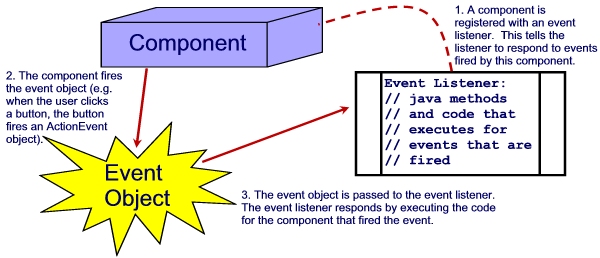 Component
1. A component is
registered with an event
listener.  This tells the
listener to respond to events
fired by this component.
2. The component fires
the event object (e.g.
when the user clicks
a button, the button
fires an ActionEvent
object).
Event Listener:
// java methods
// and code that
// executes for
// events that are
// fired
Event
Object
3. The event object is passed to the event listener.
The event listener responds by executing the code
for the component that fired the event.